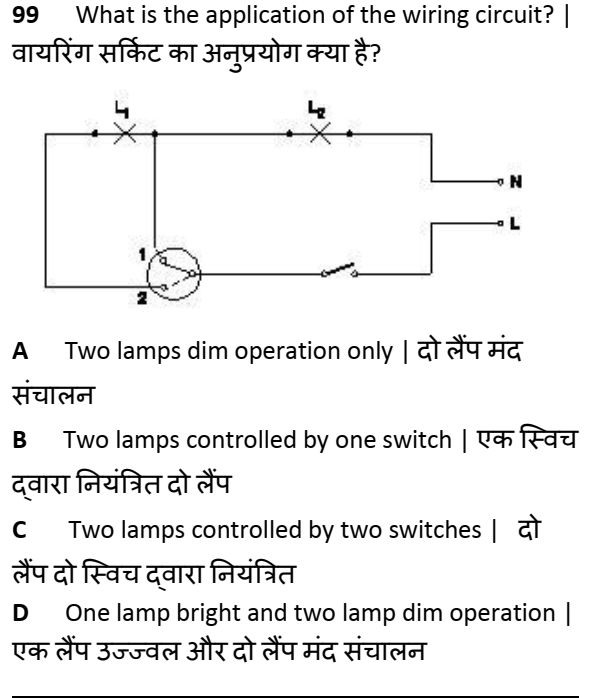 99 What is the application of the wiring circuit? |
वायरिंग सर्किट का अनुप्रयोग क्या है?
L1 L2
N
L
1
2
A Two lamps dim operation only | दो लैंप मंद
संचालन
B Two lamps controlled by one switch | एक स्विच
द्वारा नियंत्रित दो लैंप
C Two lamps controlled by two switches | दो
लैंप दो स्विच द्वारा नियंत्रित
D One lamp bright and two lamp dim operation |
एक लैंप उज्ज्वल और दो लैंप मंद संचालन